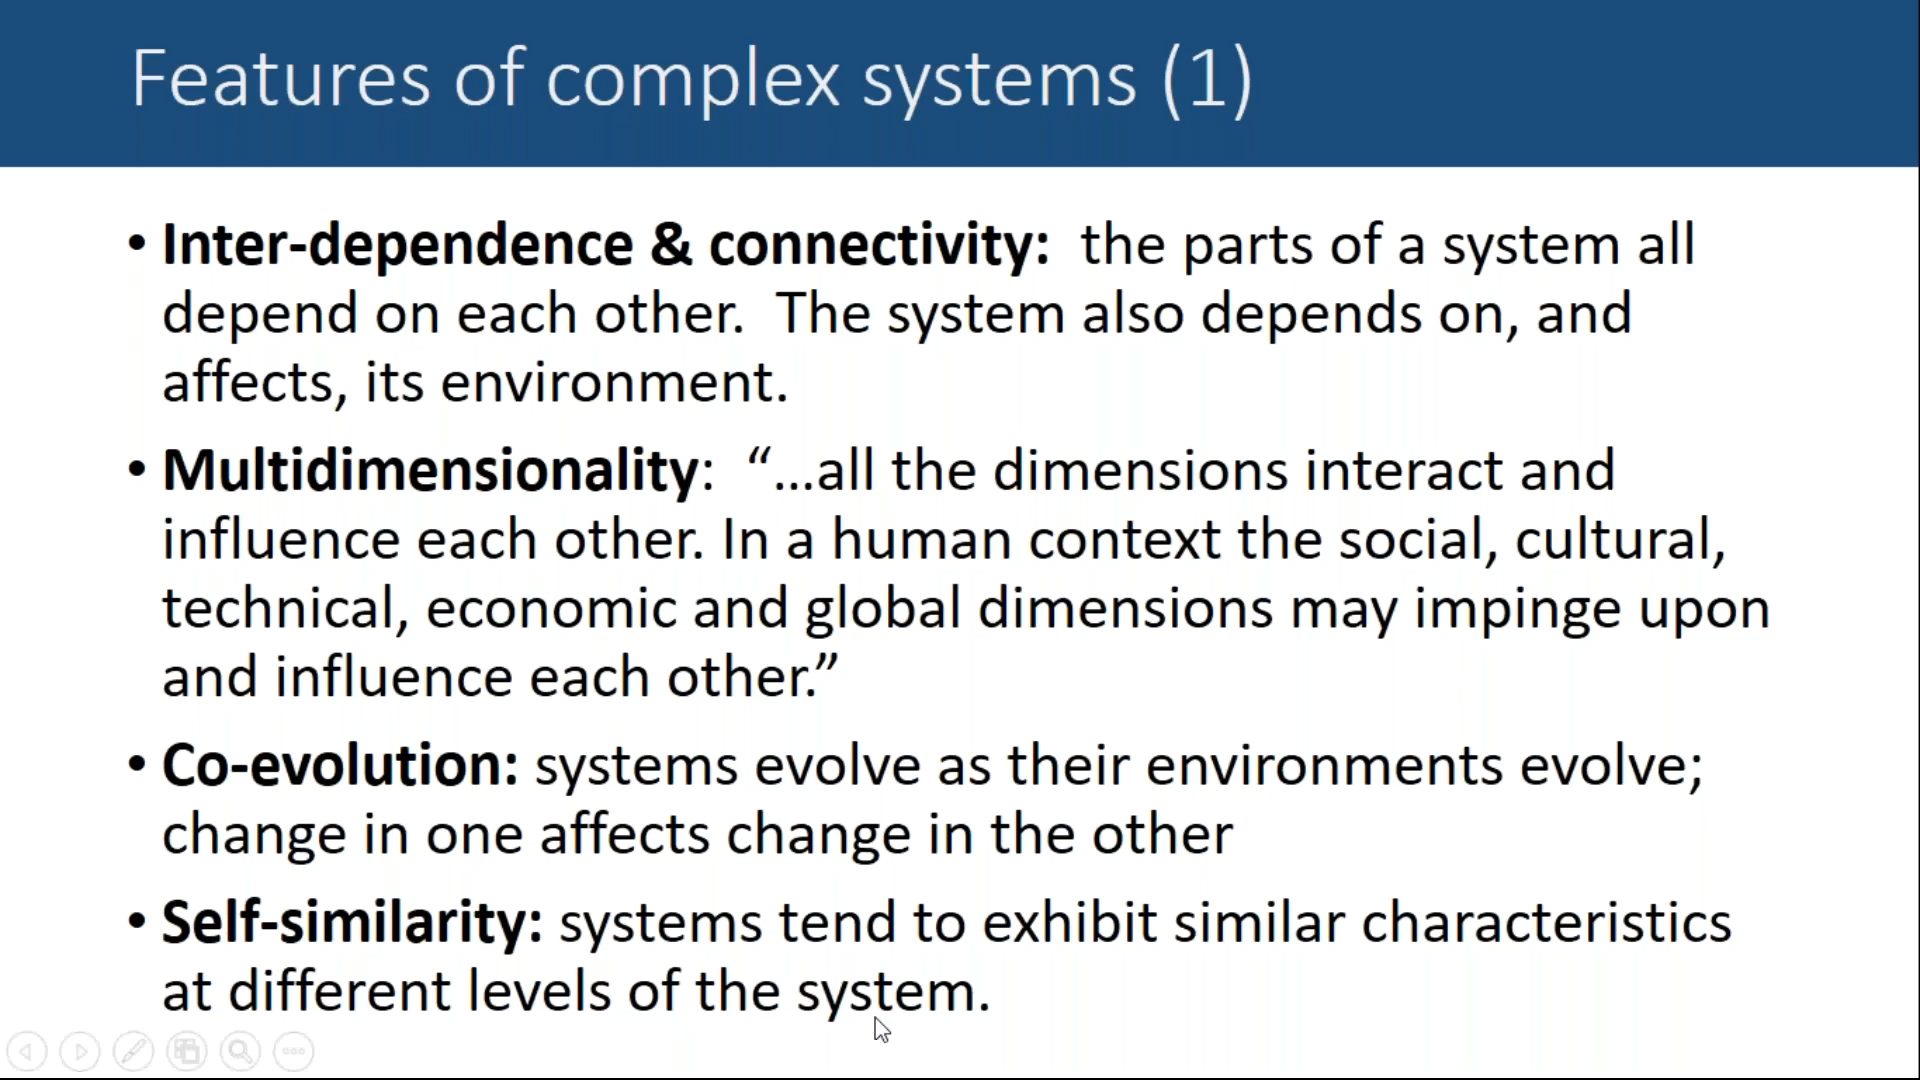 Features of complex systems (1)
• Inter-dependence & connectivity:  the parts of a system all
depend on each other.  The system also depends on, and
affects, its environment.
• Multidimensionality:  “…all the dimensions interact and
influence each other. In a human context the social, cultural,
technical, economic and global dimensions may impinge upon
and influence each other.”
• Co-evolution: systems evolve as their environments evolve;
change in one affects change in the other
• Self-similarity: systems tend to exhibit similar characteristics
at different levels of the system.